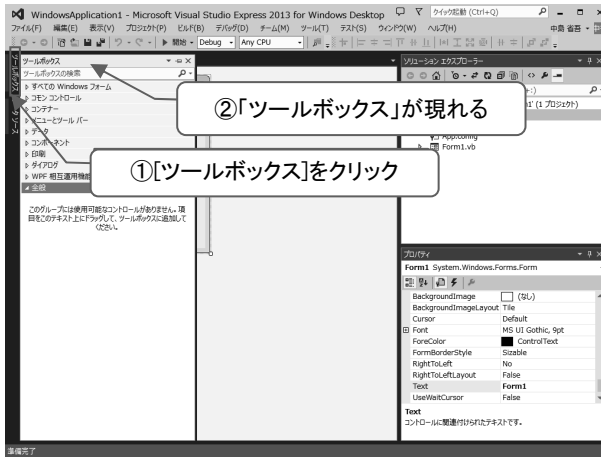 WindowsApplication1 - Microsoft Visual Studio Express 2013 for Windows Desktop
クイック起動 (Ctrl+Q)
ファイル(F) 編集(E) 表示(V) プロジェクト(P) ビルド(B) デバッグ(D) チーム(M) ツール(T) テスト(S) ウィンドウ(W) ヘルプ(H)
中島 省吾
開始 Debug Any CPU
ツールボックス
ツールボックス
ツールボックスの検索
すべての Windows フォーム
コモン コントロール
コンテナー
メニューとツール バー
データ
コンポーネント
印刷
ダイアログ
WPF 相互運用機能
全般
このグループには使用可能なコントロールがありません。項
目をこのテキスト上にドラッグして、ツールボックスに追加して
ください。
②「ツールボックス」が現れる
①[ツールボックス]をクリック
ソリューション エクスプローラー
(1 プロジェクト)
App.config
Form1.vb
プロパティ
Form1 System.Windows.Forms.Form
BackgroundImage (なし)
BackgroundImageLayout Tile
Cursor Default
Font MS UI Gothic, 9pt
ForeColor ControlText
FormBorderStyle Sizable
RightToLeft No
RightToLeftLayout False
Text Form1
UseWaitCursor False
Text
コントロールに関連付けられたテキストです。
準備完了